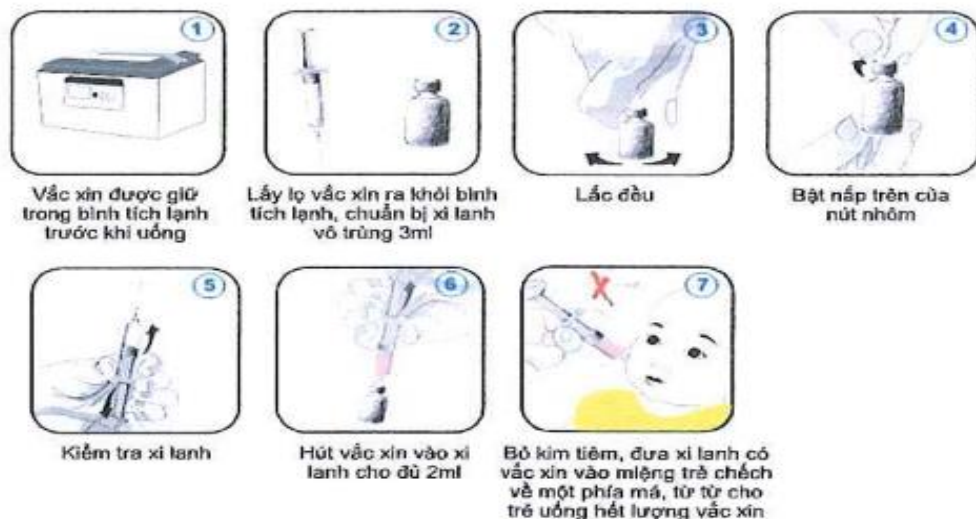 1
2
3
4
Vắc xin được giữ
trong bình tích lạnh
trước khi uống
Lấy lọ vắc xin ra khỏi bình
tích lạnh, chuẩn bị xi lanh
vô trùng 3ml
Lắc đều
Bật nắp trên của
nút nhôm
5
6
7
Kiểm tra xi lanh
Hút vắc xin vào xi
lanh cho đủ 2ml
Bỏ kim tiêm, đưa xi lanh có
vắc xin vào miệng trẻ chếch
về một phía má, từ từ cho
trẻ uống hết lượng vắc xin